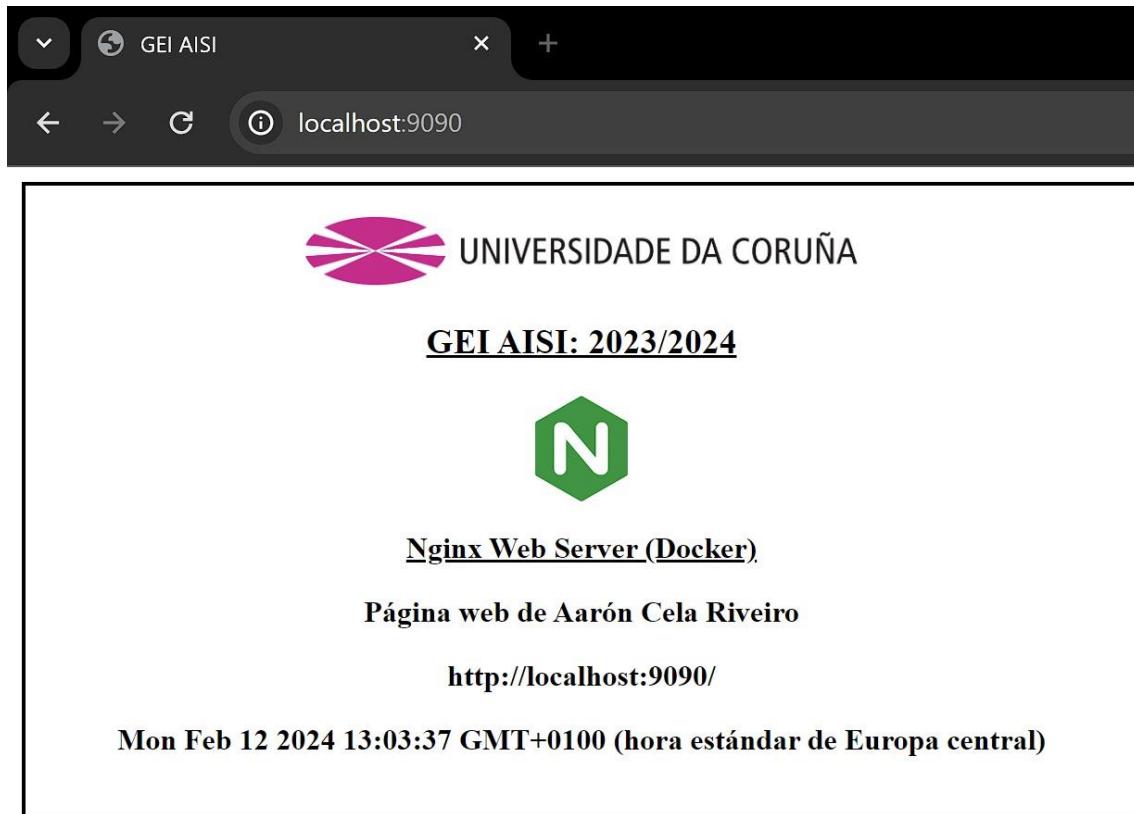 GEI AISI
localhost:9090
UNIVERSIDADE DA CORUÑA
GEI AISI: 2023/2024
N
Nginx Web Server (Docker)
Página web de Aarón Cela Riveiro
http://localhost:9090/
Mon Feb 12 2024 13:03:37 GMT+0100 (hora estándar de Europa central)